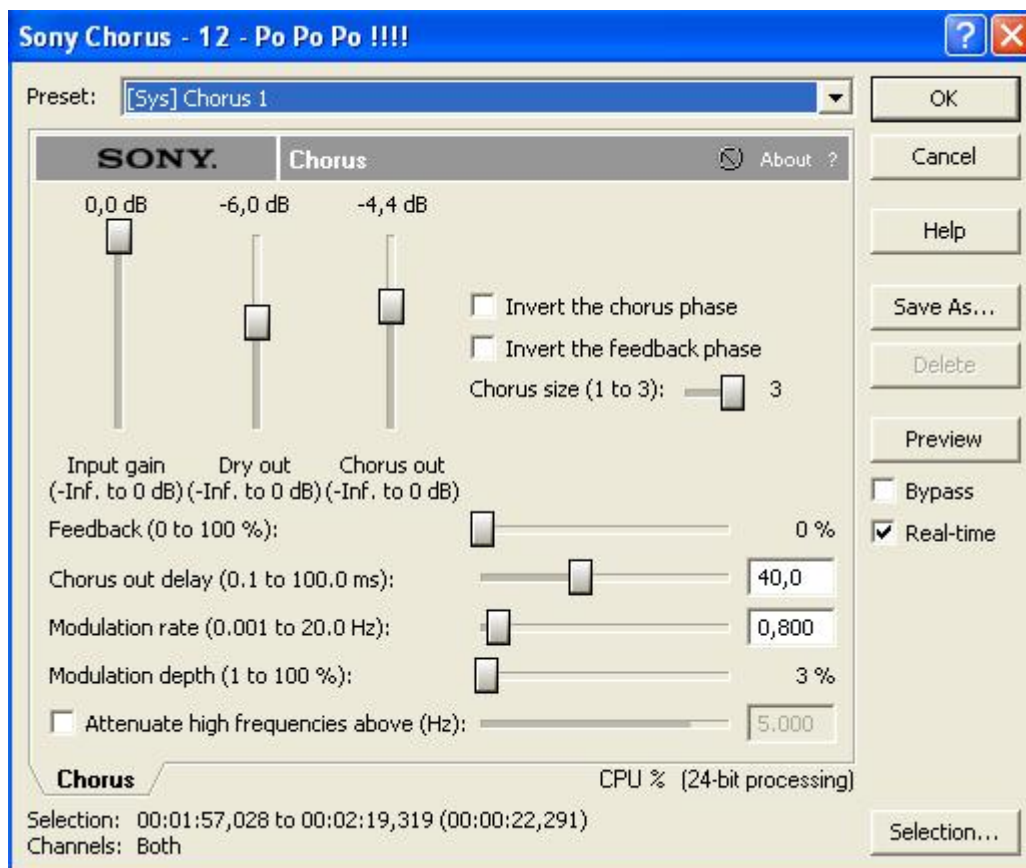 Sony Chorus - 12 - Po Po Po !!!!
Preset: [Sys] Chorus 1
OK
SONY. Chorus About ?
Cancel
0,0 dB -6,0 dB -4,4 dB
Help
Invert the chorus phase
Save As...
Invert the feedback phase
Delete
Chorus size (1 to 3): 3
Preview
Input gain Dry out Chorus out
(-Inf. to 0 dB) (-Inf. to 0 dB) (-Inf. to 0 dB)
Bypass
Feedback (0 to 100 %): 0 %
Real-time
Chorus out delay (0.1 to 100.0 ms): 40,0
Modulation rate (0.001 to 20.0 Hz): 0,800
Modulation depth (1 to 100 %): 3 %
Attenuate high frequencies above (Hz): 5.000
Chorus
CPU % (24-bit processing)
Selection: 00:01:57,028 to 00:02:19,319 (00:00:22,291)
Channels: Both
Selection...